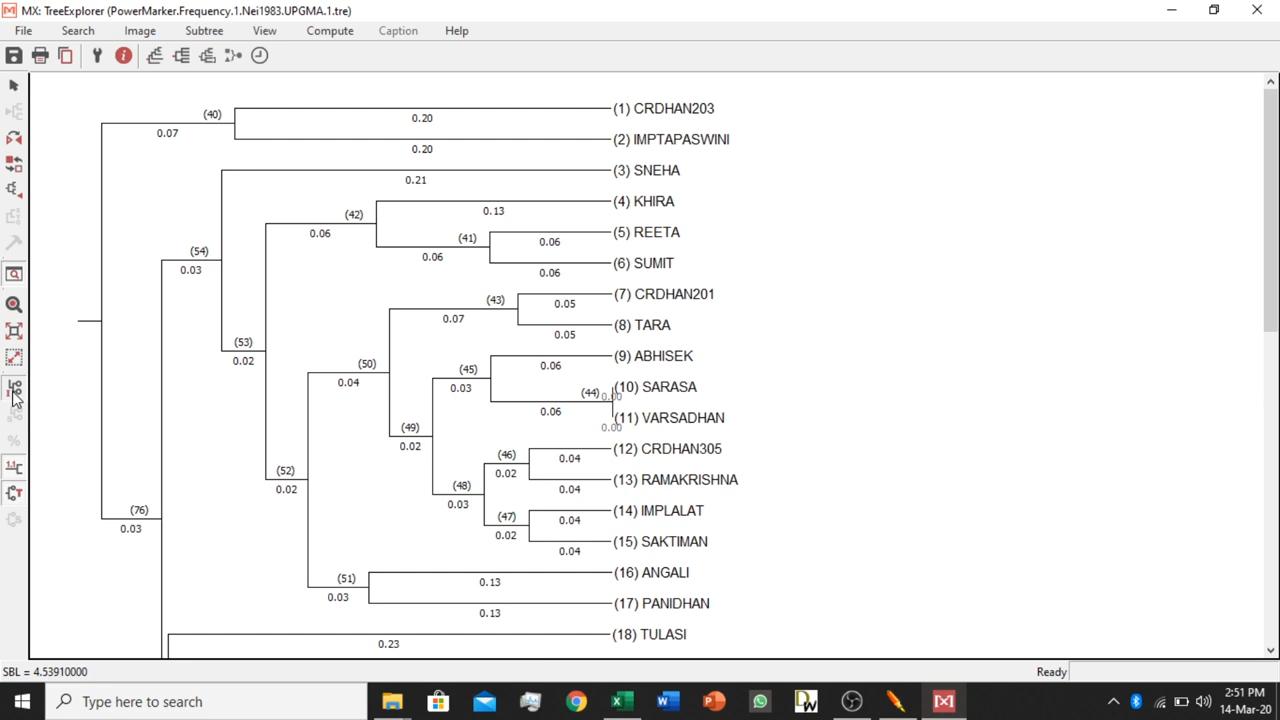 MX: TreeExplorer (PowerMarker.Frequency.1.Nei1983.UPGMA.1.tre)
File Search Image Subtree View Compute Caption Help
(1) CRDHAN203
(40)
0.07
0.20
(2) IMPTAPASWINI
0.20
(3) SNEHA
0.21
(4) KHIRA
(42)
0.13
(5) REETA
0.06
(41)
0.06
(54)
0.06
(6) SUMIT
0.03
0.06
(7) CRDHAN201
(43)
0.05
0.07
(8) TARA
0.05
(53)
(9) ABHISEK
0.02
(50)
(45)
0.06
0.04
0.03
(10) SARASA
(44)
0.00
0.06
(11) VARSADHAN
(49)
0.00
0.02
(12) CRDHAN305
(46)
0.04
(52)
0.02
(13) RAMAKRISHNA
0.02
(48)
0.04
0.03
(76)
(14) IMPLALAT
(47)
0.04
0.03
0.02
(15) SAKTIMAN
0.04
(16) ANGALI
(51)
0.13
0.03
(17) PANIDHAN
0.13
(18) TULASI
0.23
SBL = 4.53910000
Ready
Type here to search
2:51 PM
14-Mar-20